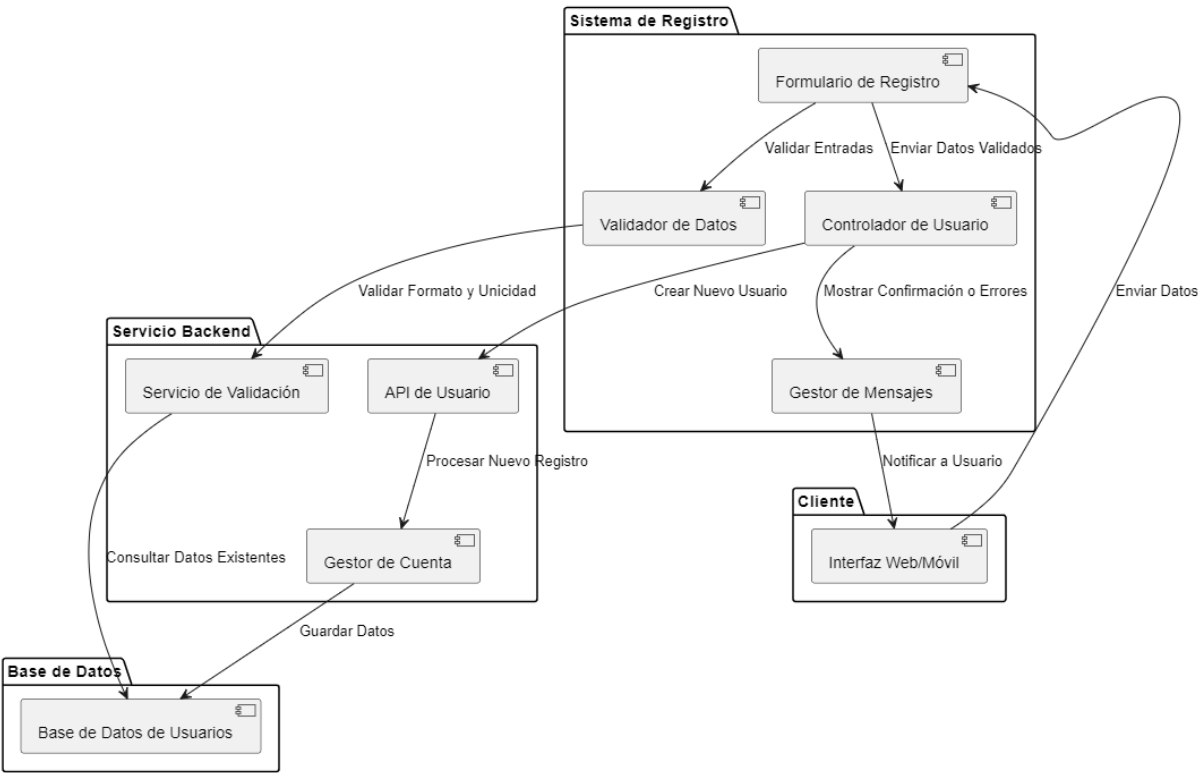 Sistema de Registro
Formulario de Registro
Validar Entradas
Enviar Datos Validados
Validador de Datos
Controlador de Usuario
Validar Formato y Unicidad
Crear Nuevo Usuario
Mostrar Confirmación o Errores
Enviar Datos
Servicio Backend
Servicio de Validación
API de Usuario
Gestor de Mensajes
Procesar Nuevo Registro
Notificar a Usuario
Cliente
Consultar Datos Existentes
Gestor de Cuenta
Interfaz Web/Móvil
Guardar Datos
Base de Datos
Base de Datos de Usuarios